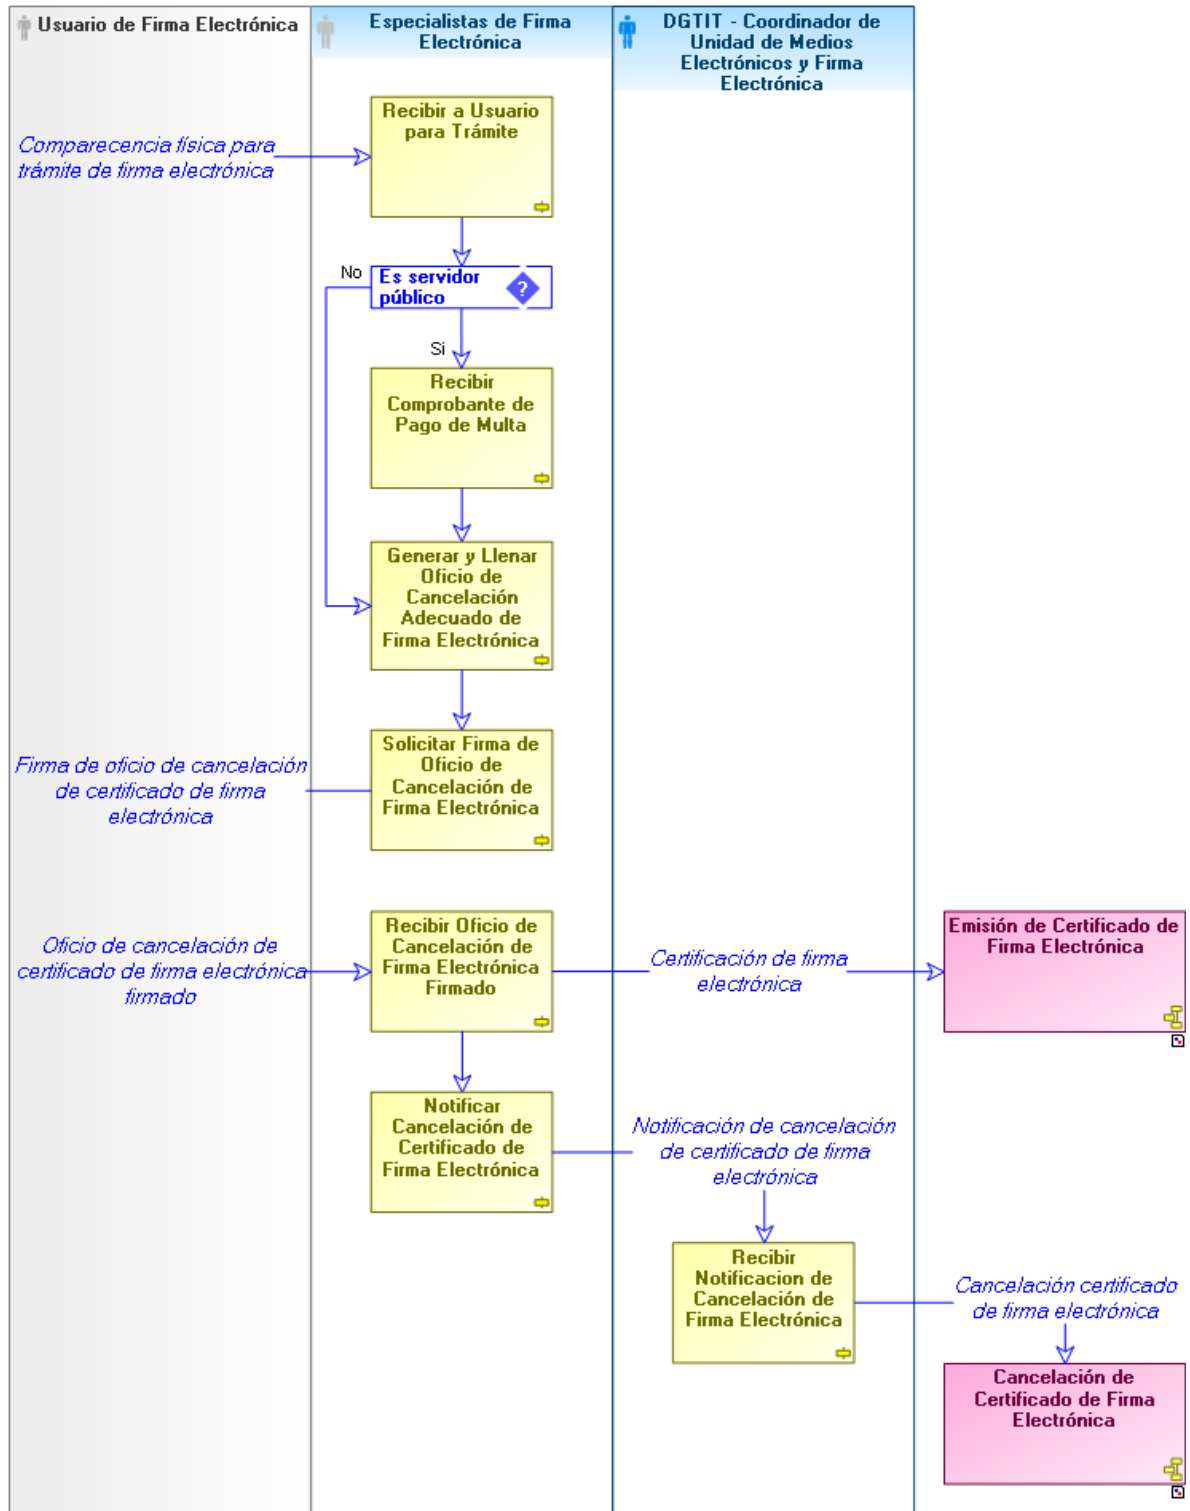 Usuario de Firma Electrónica
Especialistas de Firma
Electrónica
DGTIT - Coordinador de
Unidad de Medios
Electrónicos y Firma
Electrónica
Recibir a Usuario
para Trámite
Comparecencia física para
trámite de firma electrónica
No
Es servidor
público
?
Si
Recibir
Comprobante de
Pago de Multa
Generar y Llenar
Oficio de
Cancelación
Adecuado de
Firma Electrónica
Solicitar Firma de
Oficio de
Cancelación de
Firma Electrónica
Firma de oficio de cancelación
de certificado de firma
electrónica
Recibir Oficio de
Cancelación de
Firma Electrónica
Firmado
Oficio de cancelación de
certificado de firma electrónica
firmado
Certificación de firma
electrónica
Emisión de Certificado de
Firma Electrónica
Notificar
Cancelación de
Certificado de
Firma Electrónica
Notificación de cancelación
de certificado de firma
electrónica
Recibir
Notificacion de
Cancelación de
Firma Electrónica
Cancelación certificado
de firma electrónica
Cancelación de
Certificado de Firma
Electrónica